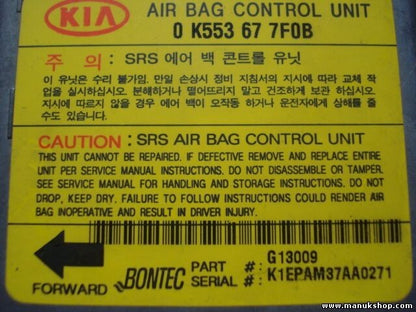 KIA AIR BAG CONTROL UNIT
0 K553 67 7F0B
주 의 : SRS 에어 백 콘트롤 유닛
이 유닛은 수리 불가임. 만일 손상시 정비 지침서의 지시에 따라 교체 작
업을 실시하십시오. 분해하거나 떨어뜨리지 말고 건조하게 보관 하십시오.
지시에 따르지 않을 경우 에어 백이 오작동 하거나 운전자에게 상해를 줄
수도 있습니다.
CAUTION : SRS AIR BAG CONTROL UNIT
THIS UNIT CANNOT BE REPAIRED. IF DEFECTIVE REMOVE AND REPLACE ENTIRE
UNIT PER SERVICE MANUAL INSTRUCTIONS. DO NOT DISASSEMBLE OR TAMPER.
SEE SERVICE MANUAL FOR HANDLING AND STORAGE INSTRUCTIONS. DO NOT
DROP, KEEP DRY. FAILURE TO FOLLOW INSTRUCTIONS COULD RENDER AIR
BAG INOPERATIVE AND RESULT IN DRIVER INJURY.
PART # : G13009
FORWARD BONTEC SERIAL # : K1EPAM37AA0271
www.manukshop.com